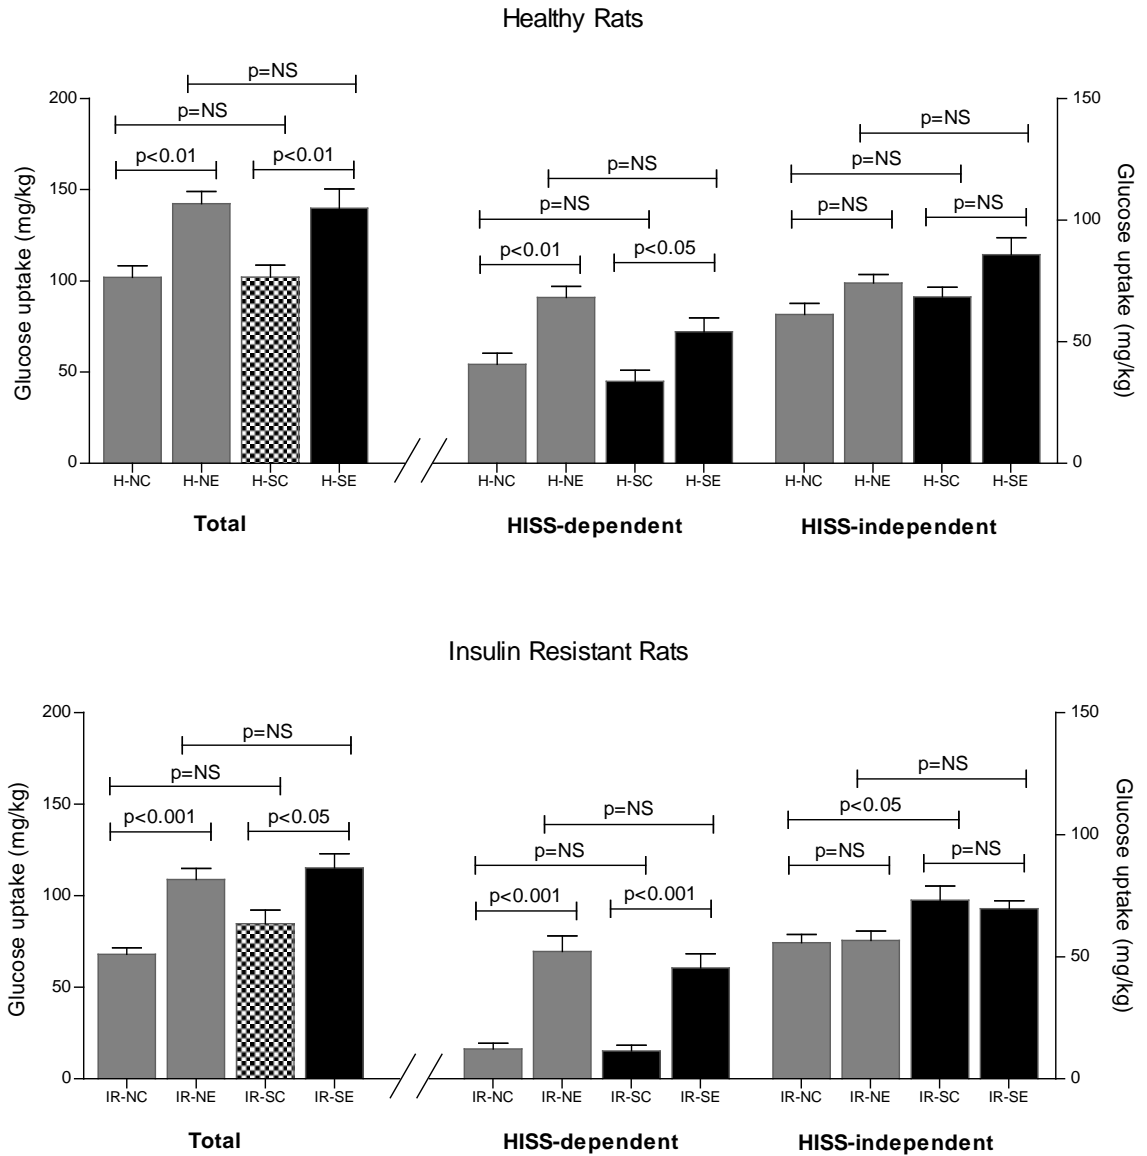 Healthy Rats
p=NS
200
150
p=NS
p=NS
p<0.01
p<0.01
p=NS
p=NS
150
p=NS
p=NS
p=NS
100
p<0.01
p<0.05
100
50
50
0
0
Glucose uptake (mg/kg)
Glucose uptake (mg/kg)
H-NC H-NE H-SC H-SE
H-NC H-NE H-SC H-SE
H-NC H-NE H-SC H-SE
Total
HISS-dependent
HISS-independent
Insulin Resistant Rats
200
150
p=NS
p=NS
p=NS
p<0.001
p<0.05
p=NS
p<0.05
150
100
p=NS
p=NS
p=NS
p<0.001
p<0.001
100
50
50
0
0
Glucose uptake (mg/kg)
Glucose uptake (mg/kg)
IR-NC IR-NE IR-SC IR-SE
IR-NC IR-NE IR-SC IR-SE
IR-NC IR-NE IR-SC IR-SE
Total
HISS-dependent
HISS-independent